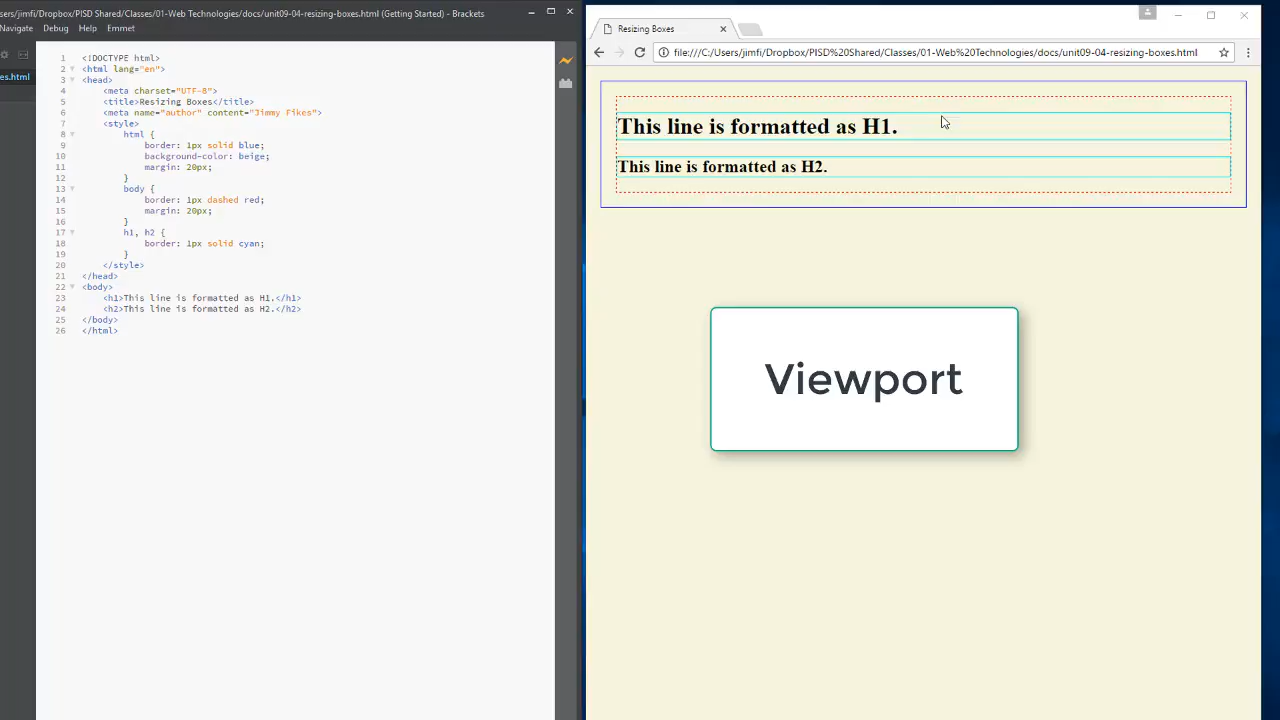 sers/jimfi/Dropbox/PISD Shared/Classes/01-Web Technologies/docs/unit09-04-resizing-boxes.html (Getting Started) - Brackets
Navigate Debug Help Emmet
es.html
1 <!DOCTYPE html>
2 <html lang="en">
3 <head>
4 <meta charset="UTF-8">
5 <title>Resizing Boxes</title>
6 <meta name="author" content="Jimmy Fikes">
7 <style>
8 html {
9 border: 1px solid blue;
10 background-color: beige;
11 margin: 20px;
12 }
13 body {
14 border: 1px dashed red;
15 margin: 20px;
16 }
17 h1, h2 {
18 border: 1px solid cyan;
19 }
20 </style>
21 </head>
22 <body>
23 <h1>This line is formatted as H1.</h1>
24 <h2>This line is formatted as H2.</h2>
25 </body>
26 </html>
Resizing Boxes
file:///C:/Users/jimfi/Dropbox/PISD%20Shared/Classes/01-Web%20Technologies/docs/unit09-04-resizing-boxes.html
This line is formatted as H1.
This line is formatted as H2.
Viewport